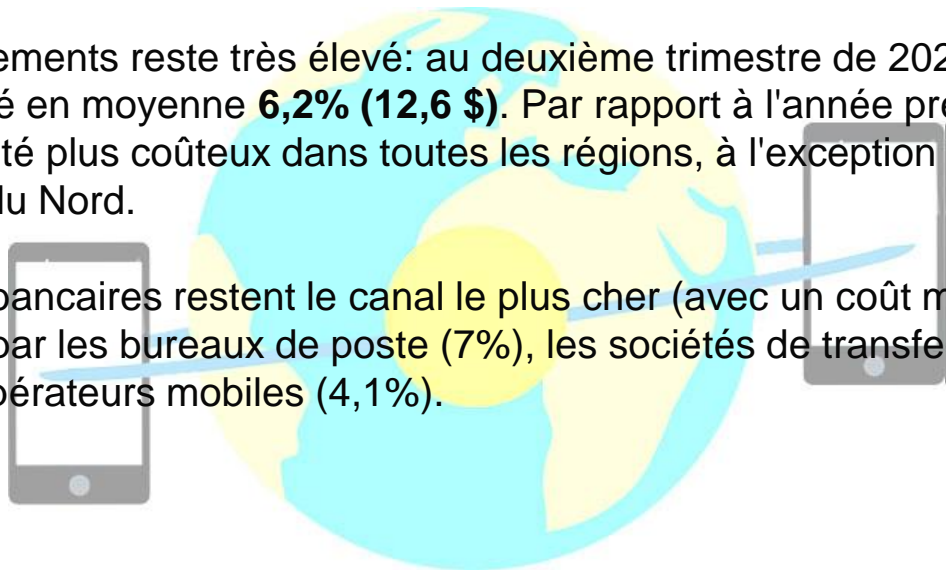 ements reste très élevé: au deuxième trimestre de 202
é en moyenne 6,2% (12,6 $). Par rapport à l'année pr
té plus coûteux dans toutes les régions, à l'exception
du Nord.
bancaires restent le canal le plus cher (avec un coût m
par les bureaux de poste (7%), les sociétés de transfe
pérateurs mobiles (4,1%).